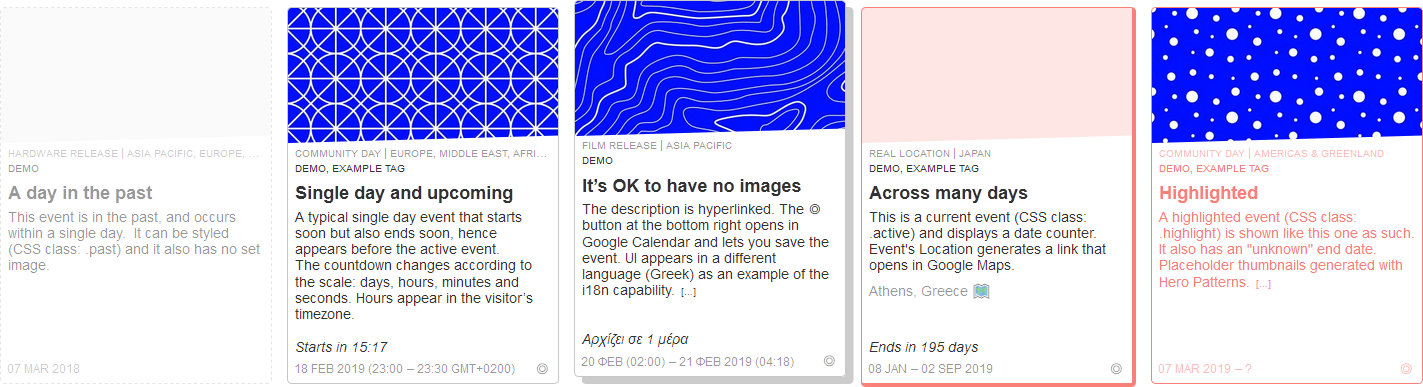 HARDWARE RELEASE | ASIA PACIFIC, EUROPE, ...
DEMO
A day in the past
This event is in the past, and occurs
within a single day.  It can be styled
(CSS class: .past) and it also has no set
image.
07 MAR 2018
COMMUNITY DAY | EUROPE, MIDDLE EAST, AFRI...
DEMO, EXAMPLE TAG
Single day and upcoming
A typical single day event that starts
soon but also ends soon, hence
appears before the active event.
The countdown changes according to
the scale: days, hours, minutes and
seconds. Hours appear in the visitor's
timezone.
Starts in 15:17
18 FEB 2019 (23:00 – 23:30 GMT+0200)
FILM RELEASE | ASIA PACIFIC
DEMO
It's OK to have no images
The description is hyperlinked. The ◎
button at the bottom right opens in
Google Calendar and lets you save the
event. UI appears in a different
language (Greek) as an example of the
i18n capability. [...]
Αρχίζει σε 1 μέρα
20 ΦΕΒ (02:00) – 21 ΦΕΒ 2019 (04:18)
REAL LOCATION | JAPAN
DEMO, EXAMPLE TAG
Across many days
This is a current event (CSS class:
.active) and displays a date counter.
Event's Location generates a link that
opens in Google Maps.
Athens, Greece
Ends in 195 days
08 JAN – 02 SEP 2019
COMMUNITY DAY | AMERICAS & GREENLAND
DEMO, EXAMPLE TAG
Highlighted
A highlighted event (CSS class:
.highlight) is shown like this one as such.
It also has an "unknown" end date.
Placeholder thumbnails generated with
Hero Patterns. [...]
07 MAR 2019 – ?